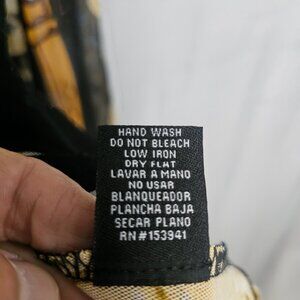 HAND WASH
DO NOT BLEACH
LOW IRON
DRY FLAT
LAVAR A MANO
NO USAR
BLANQUEADOR
PLANCHA BAJA
SECAR PLANO
RN#153941